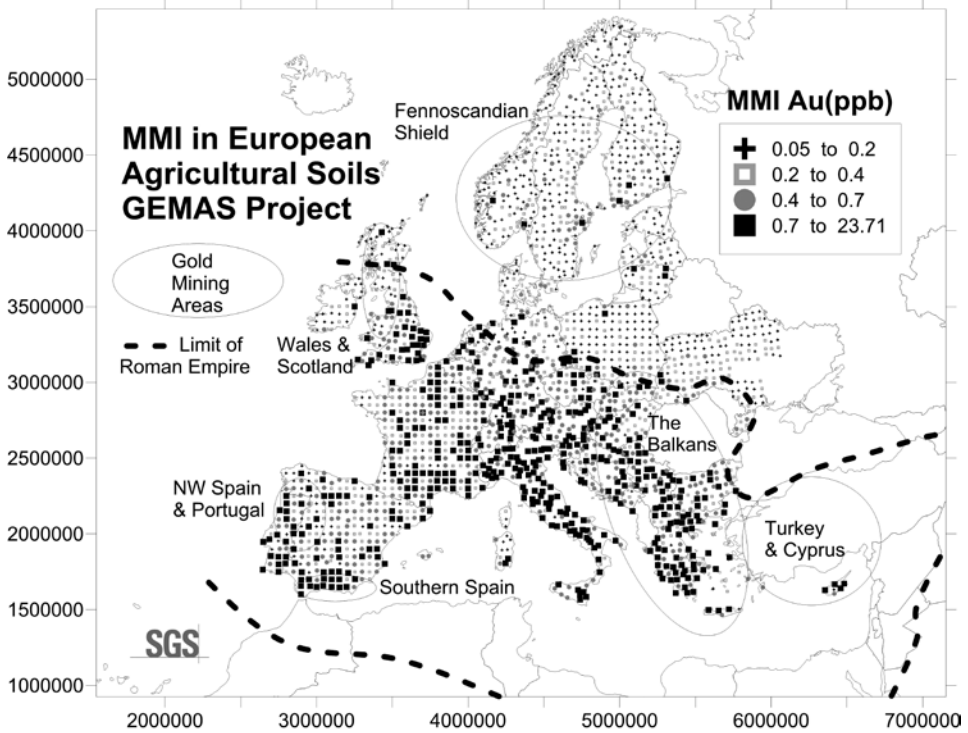 MMI in European
Agricultural Soils
GEMAS Project
Gold
Mining
Areas
Limit of
Roman Empire
Fennoscandian
Shield
MMI Au(ppb)
0.05 to 0.2
0.2 to 0.4
0.4 to 0.7
0.7 to 23.71
Wales &
Scotland
The
Balkans
NW Spain
& Portugal
Turkey
& Cyprus
Southern Spain
SGS
5000000
4500000
4000000
3500000
3000000
2500000
2000000
1500000
1000000
2000000 3000000 4000000 5000000 6000000 7000000